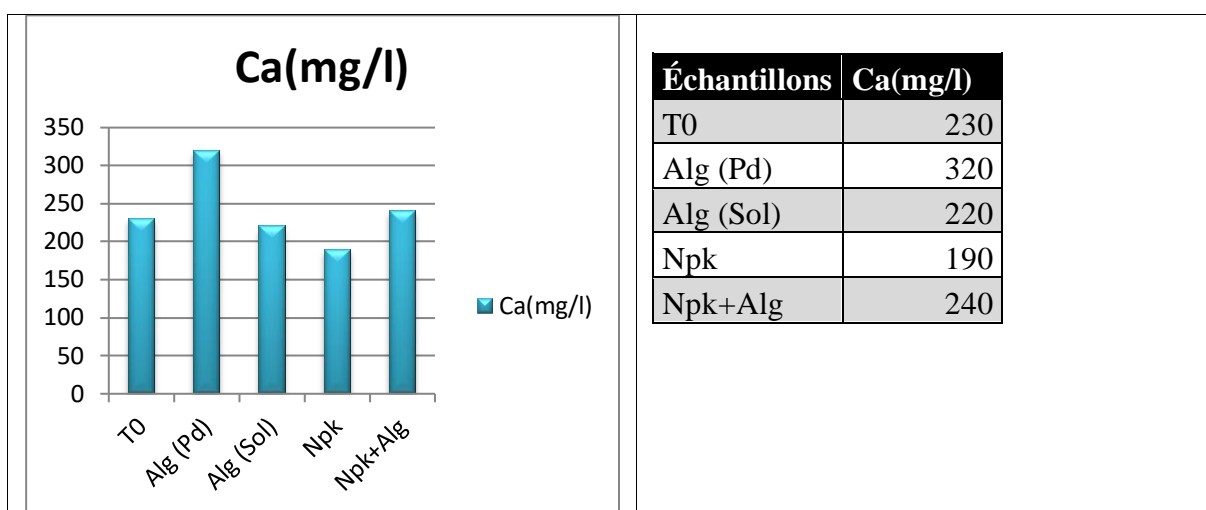 Ca(mg/l)
350
300
250
200
150
100
50
0
T0
Alg (Pd)
Alg (Sol)
Npk
Npk+Alg
Ca(mg/l)
Échantillons Ca(mg/l)
T0 230
Alg (Pd) 320
Alg (Sol) 220
Npk 190
Npk+Alg 240